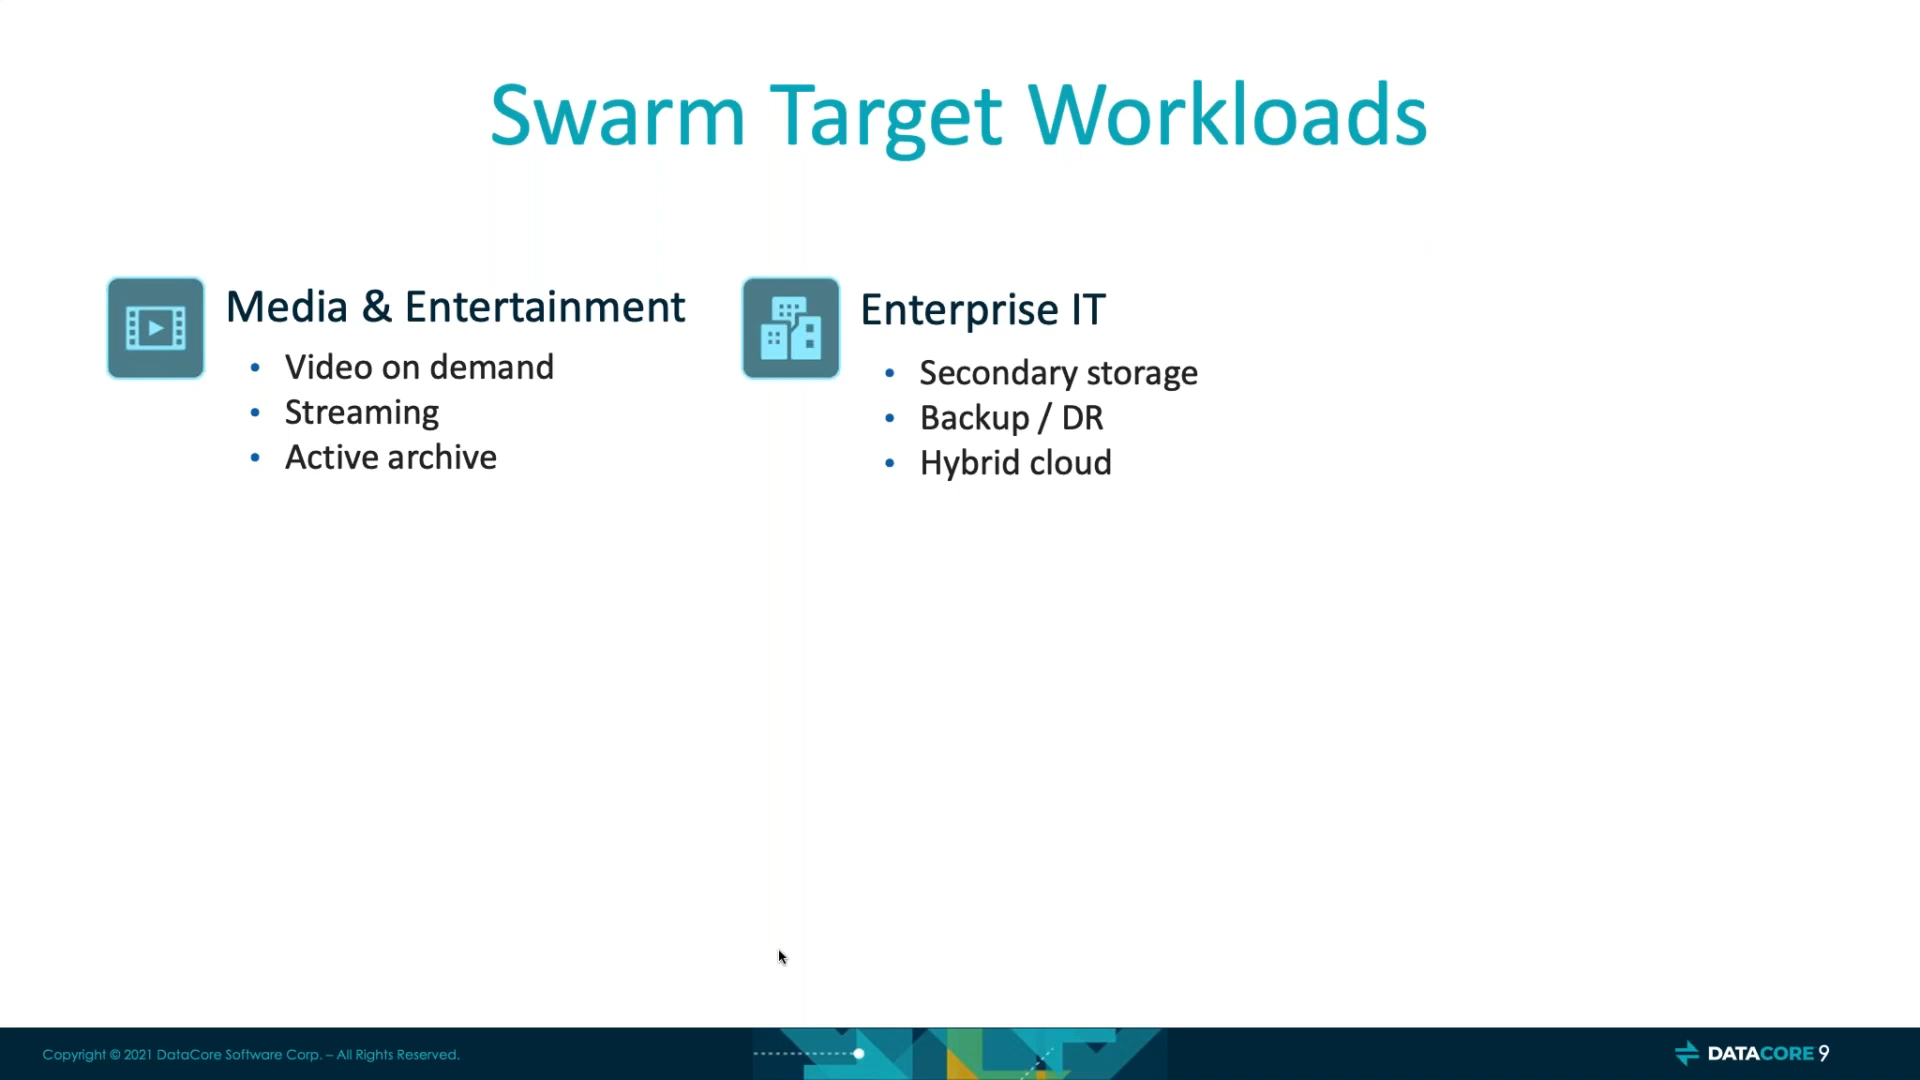 Swarm Target Workloads
Media & Entertainment
• Video on demand
• Streaming
• Active archive
Enterprise IT
• Secondary storage
• Backup / DR
• Hybrid cloud
Copyright © 2021 DataCore Software Corp. – All Rights Reserved.
DATACORE 9